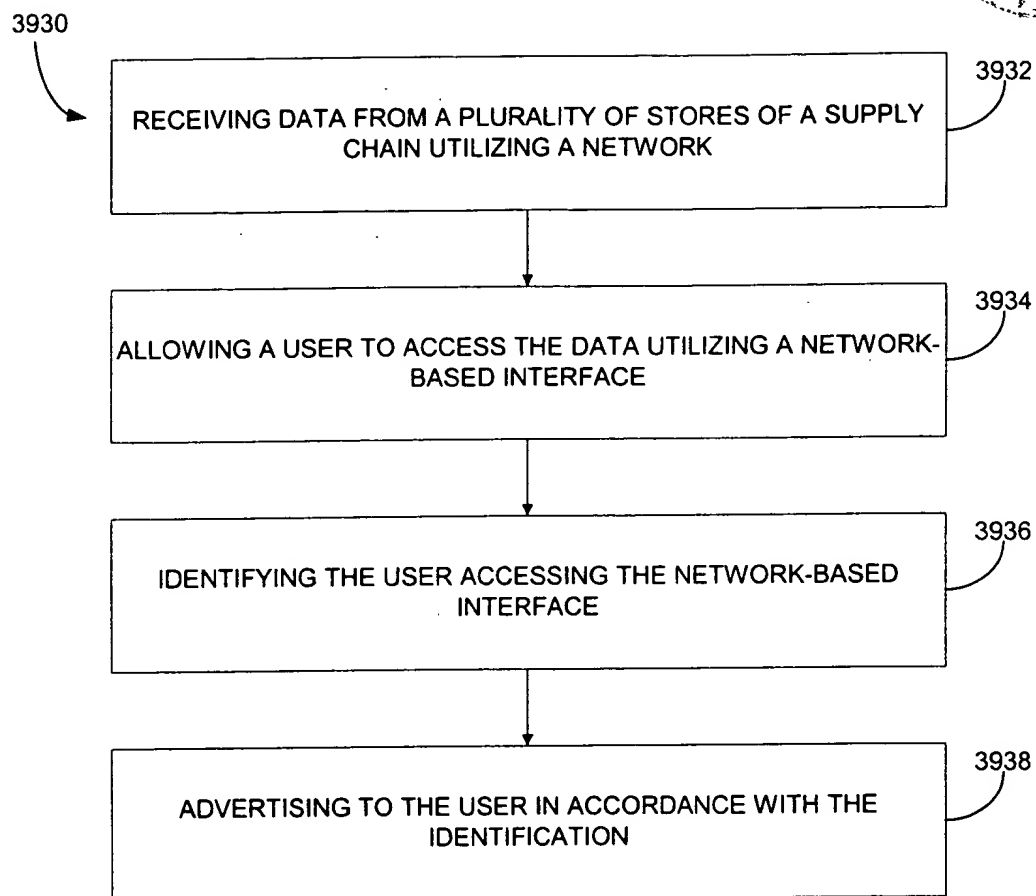 3930
3932
RECEIVING DATA FROM A PLURALITY OF STORES OF A SUPPLY
CHAIN UTILIZING A NETWORK
3934
ALLOWING A USER TO ACCESS THE DATA UTILIZING A NETWORK-
BASED INTERFACE
3936
IDENTIFYING THE USER ACCESSING THE NETWORK-BASED
INTERFACE
3938
ADVERTISING TO THE USER IN ACCORDANCE WITH THE
IDENTIFICATION